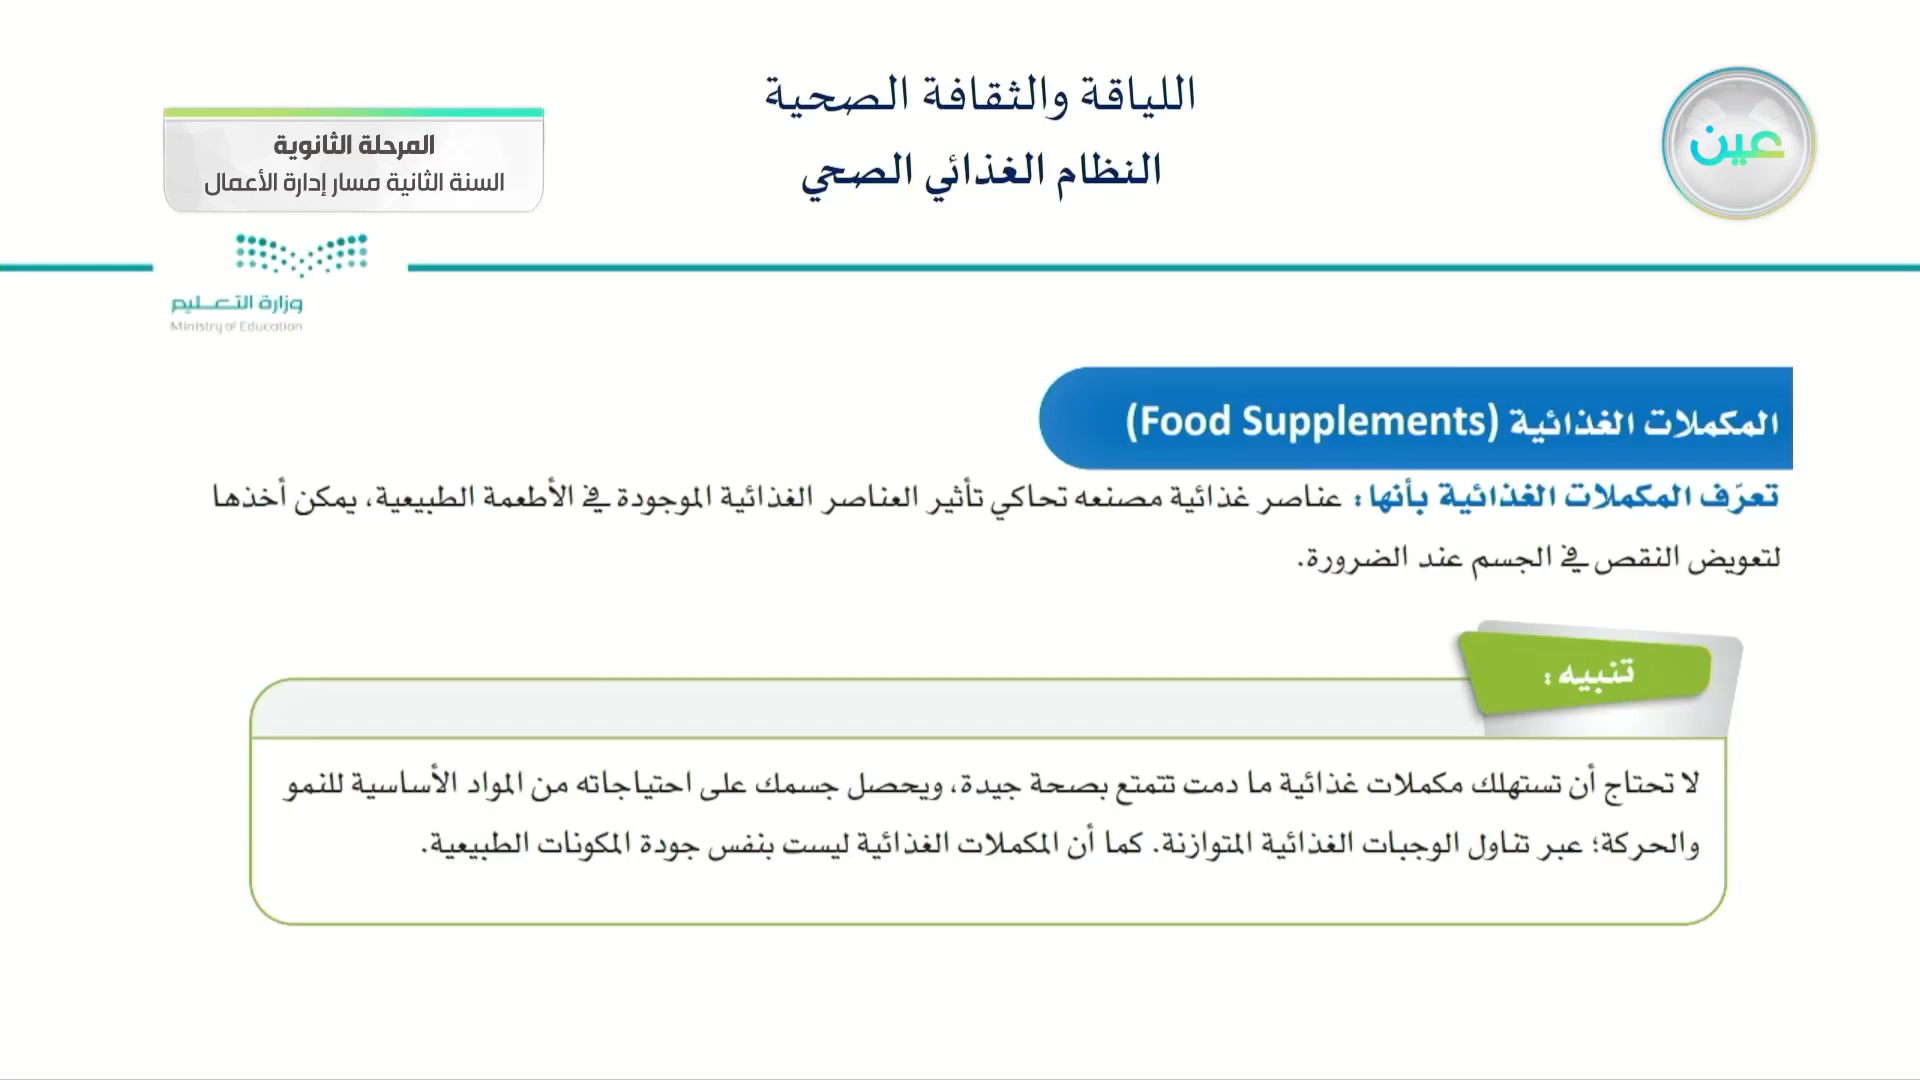 اللياقة والثقافة الصحية
النظام الغذائي الصحي
عين
المرحلة الثانوية
السنة الثانية مسار إدارة الأعمال
وزارة التعليم
Ministry of Education
المكملات الغذائية (Food Supplements)
تعرّف المكملات الغذائية بأنها: عناصر غذائية مصنعه تحاكي تأثير العناصر الغذائية الموجودة في الأطعمة الطبيعية، يمكن أخذها
لتعويض النقص في الجسم عند الضرورة.
تنبيه:
لا تحتاج أن تستهلك مكملات غذائية ما دمت تتمتع بصحة جيدة، ويحصل جسمك على احتياجاته من المواد الأساسية للنمو
والحركة؛ عبر تناول الوجبات الغذائية المتوازنة. كما أن المكملات الغذائية ليست بنفس جودة المكونات الطبيعية.